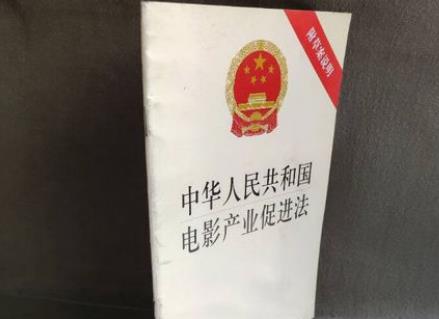 附草案说明
中华人民共和国
电影产业促进法